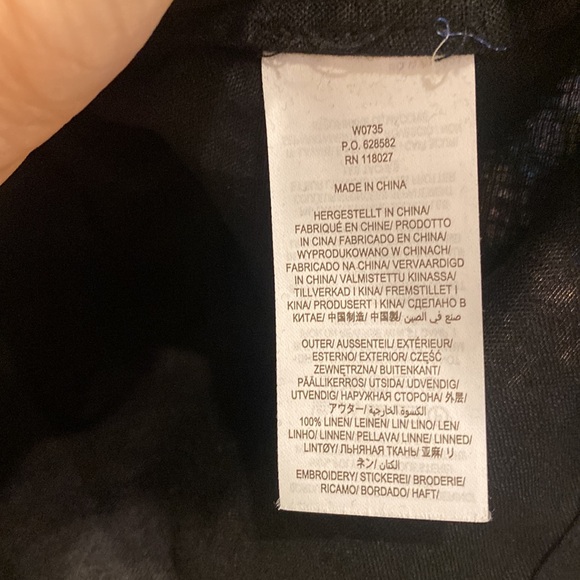 W0735
P.O. 628582
RN 118027
MADE IN CHINA
HERGESTELLT IN CHINA/
FABRIQUÉ EN CHINE/ PRODOTTO
IN CINA/ FABRICADO EN CHINA/
WYPRODUKOWANO W CHINACH/
FABRICADO NA CHINA/ VERVAARDIGD
IN CHINA/ VALMISTETTU KIINASSA/
TILLVERKAD I KINA/ FREMSTILLET I
KINA/ PRODUSERT I KINA/ СДЕЛАНО В
КИТАЕ/ 中国制造/ 中国製/ صنع في الصين/
OUTER/ AUSSENTEIL/ EXTÉRIEUR/
ESTERNO/ EXTERIOR/ CZĘŚĆ
ZEWNĘTRZNA/ BUITENKANT/
PÄÄLLIKERROS/ UTSIDA/ UDVENDIG/
UTVENDIG/ НАРУЖНАЯ СТОРОНА/ 外层/
アウター/ الكسوة الخارجية/
100% LINEN/ LEINEN/ LIN/ LINO/ LEN/
LINHO/ LINNEN/ PELLAVA/ LINNE/ LINNED/
LINTØY/ ЛЬНЯНАЯ ТКАНЬ/ 亚麻/ リ
ネン/ الكتان/
EMBROIDERY/ STICKEREI/ BRODERIE/
RICAMO/ BORDADO/ HAFT/